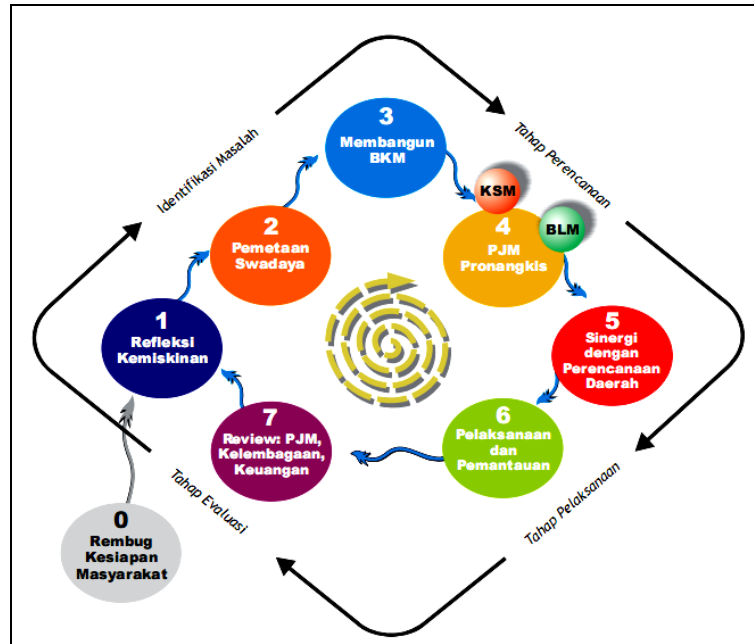 3
Membangun
BKM
Identifikasi Masalah
Tahap Perencanaan
KSM
2
Pemetaan
Swadaya
4
PJM
Pronangkis
BLM
1
Refleksi
Kemiskinan
5
Sinergi
dengan
Perencanaan
Daerah
7
Review: PJM,
Kelembagaan,
Keuangan
6
Pelaksanaan
dan
Pemantauan
Tahap Evaluasi
Tahap Pelaksanaan
0
Rembug
Kesiapan
Masyarakat